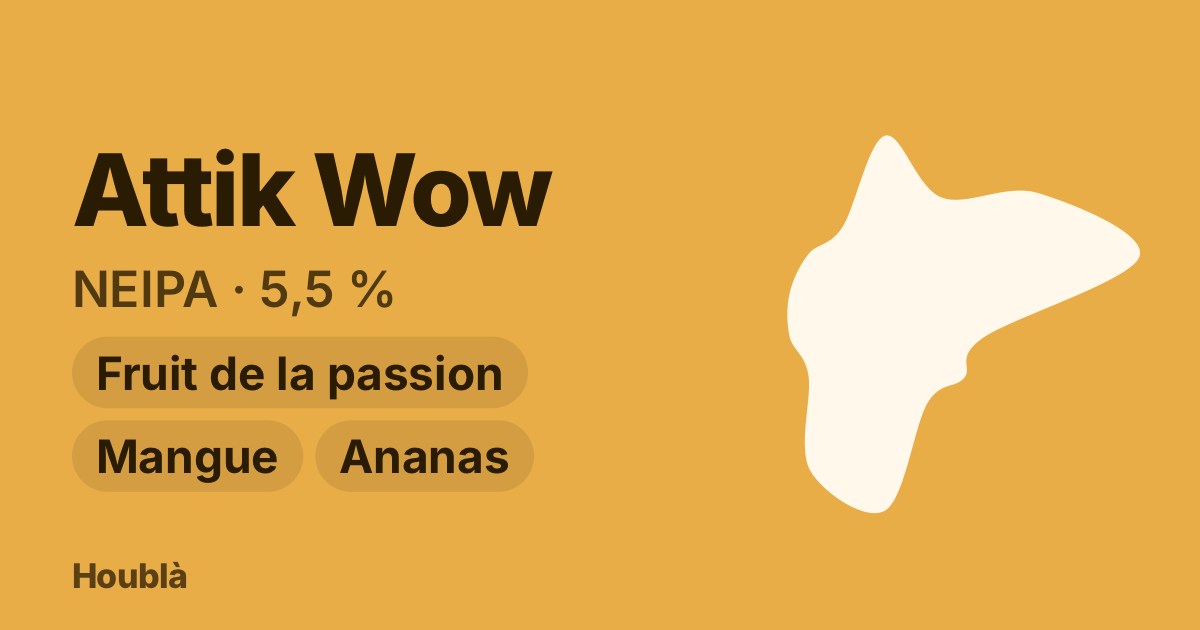 Attik Wow
NEIPA · 5,5 %
Fruit de la passion
Mangue Ananas
Houblà